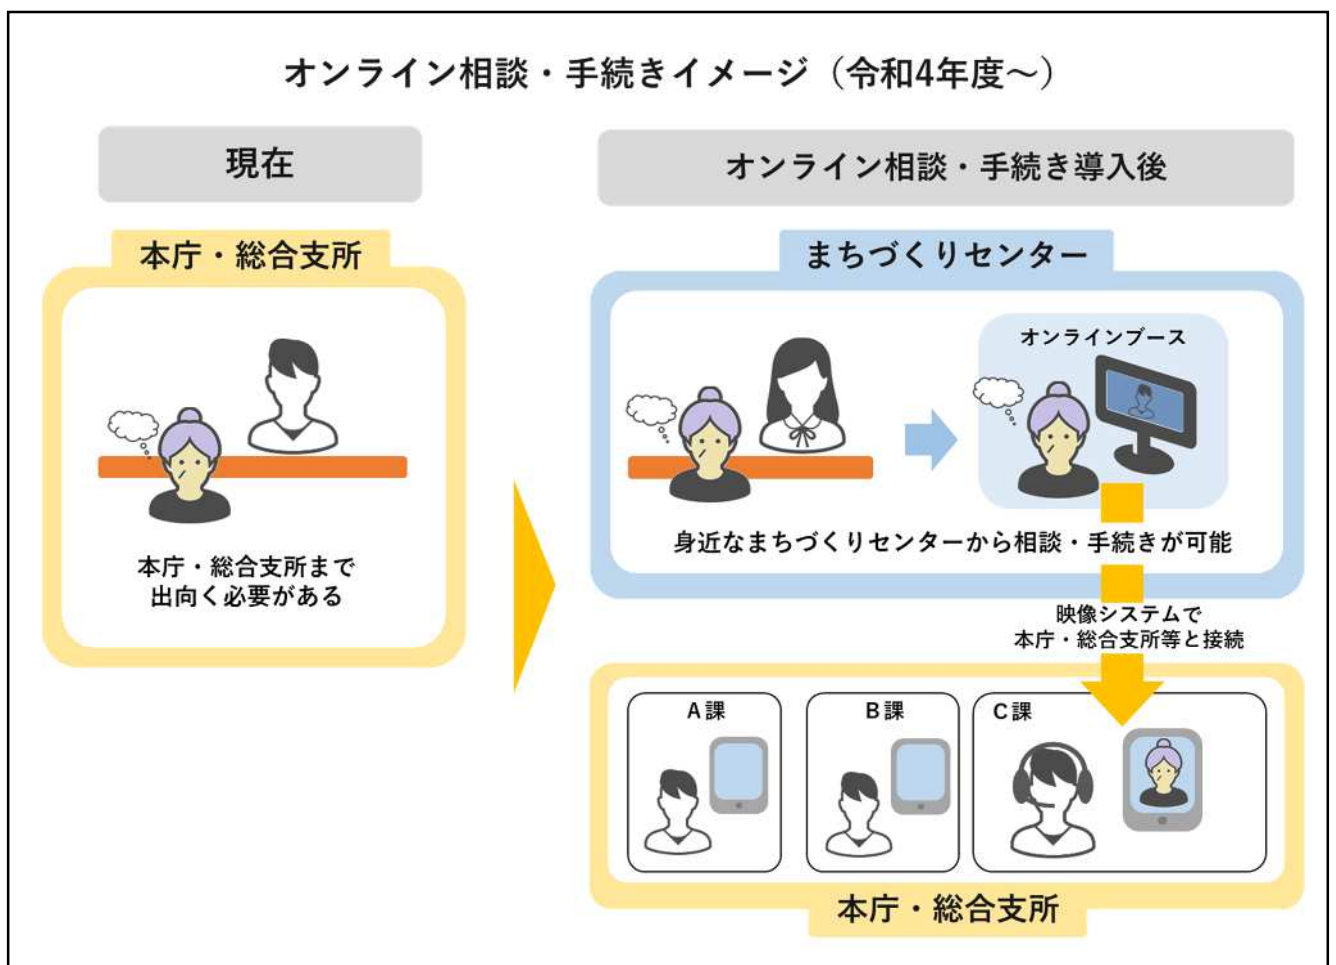 オンライン相談・手続きイメージ（令和4年度～）
現在
本庁・総合支所
本庁・総合支所まで
出向く必要がある
オンライン相談・手続き導入後
まちづくりセンター
オンラインブース
身近なまちづくりセンターから相談・手続きが可能
映像システムで
本庁・総合支所等と接続
A課
B課
C課
本庁・総合支所